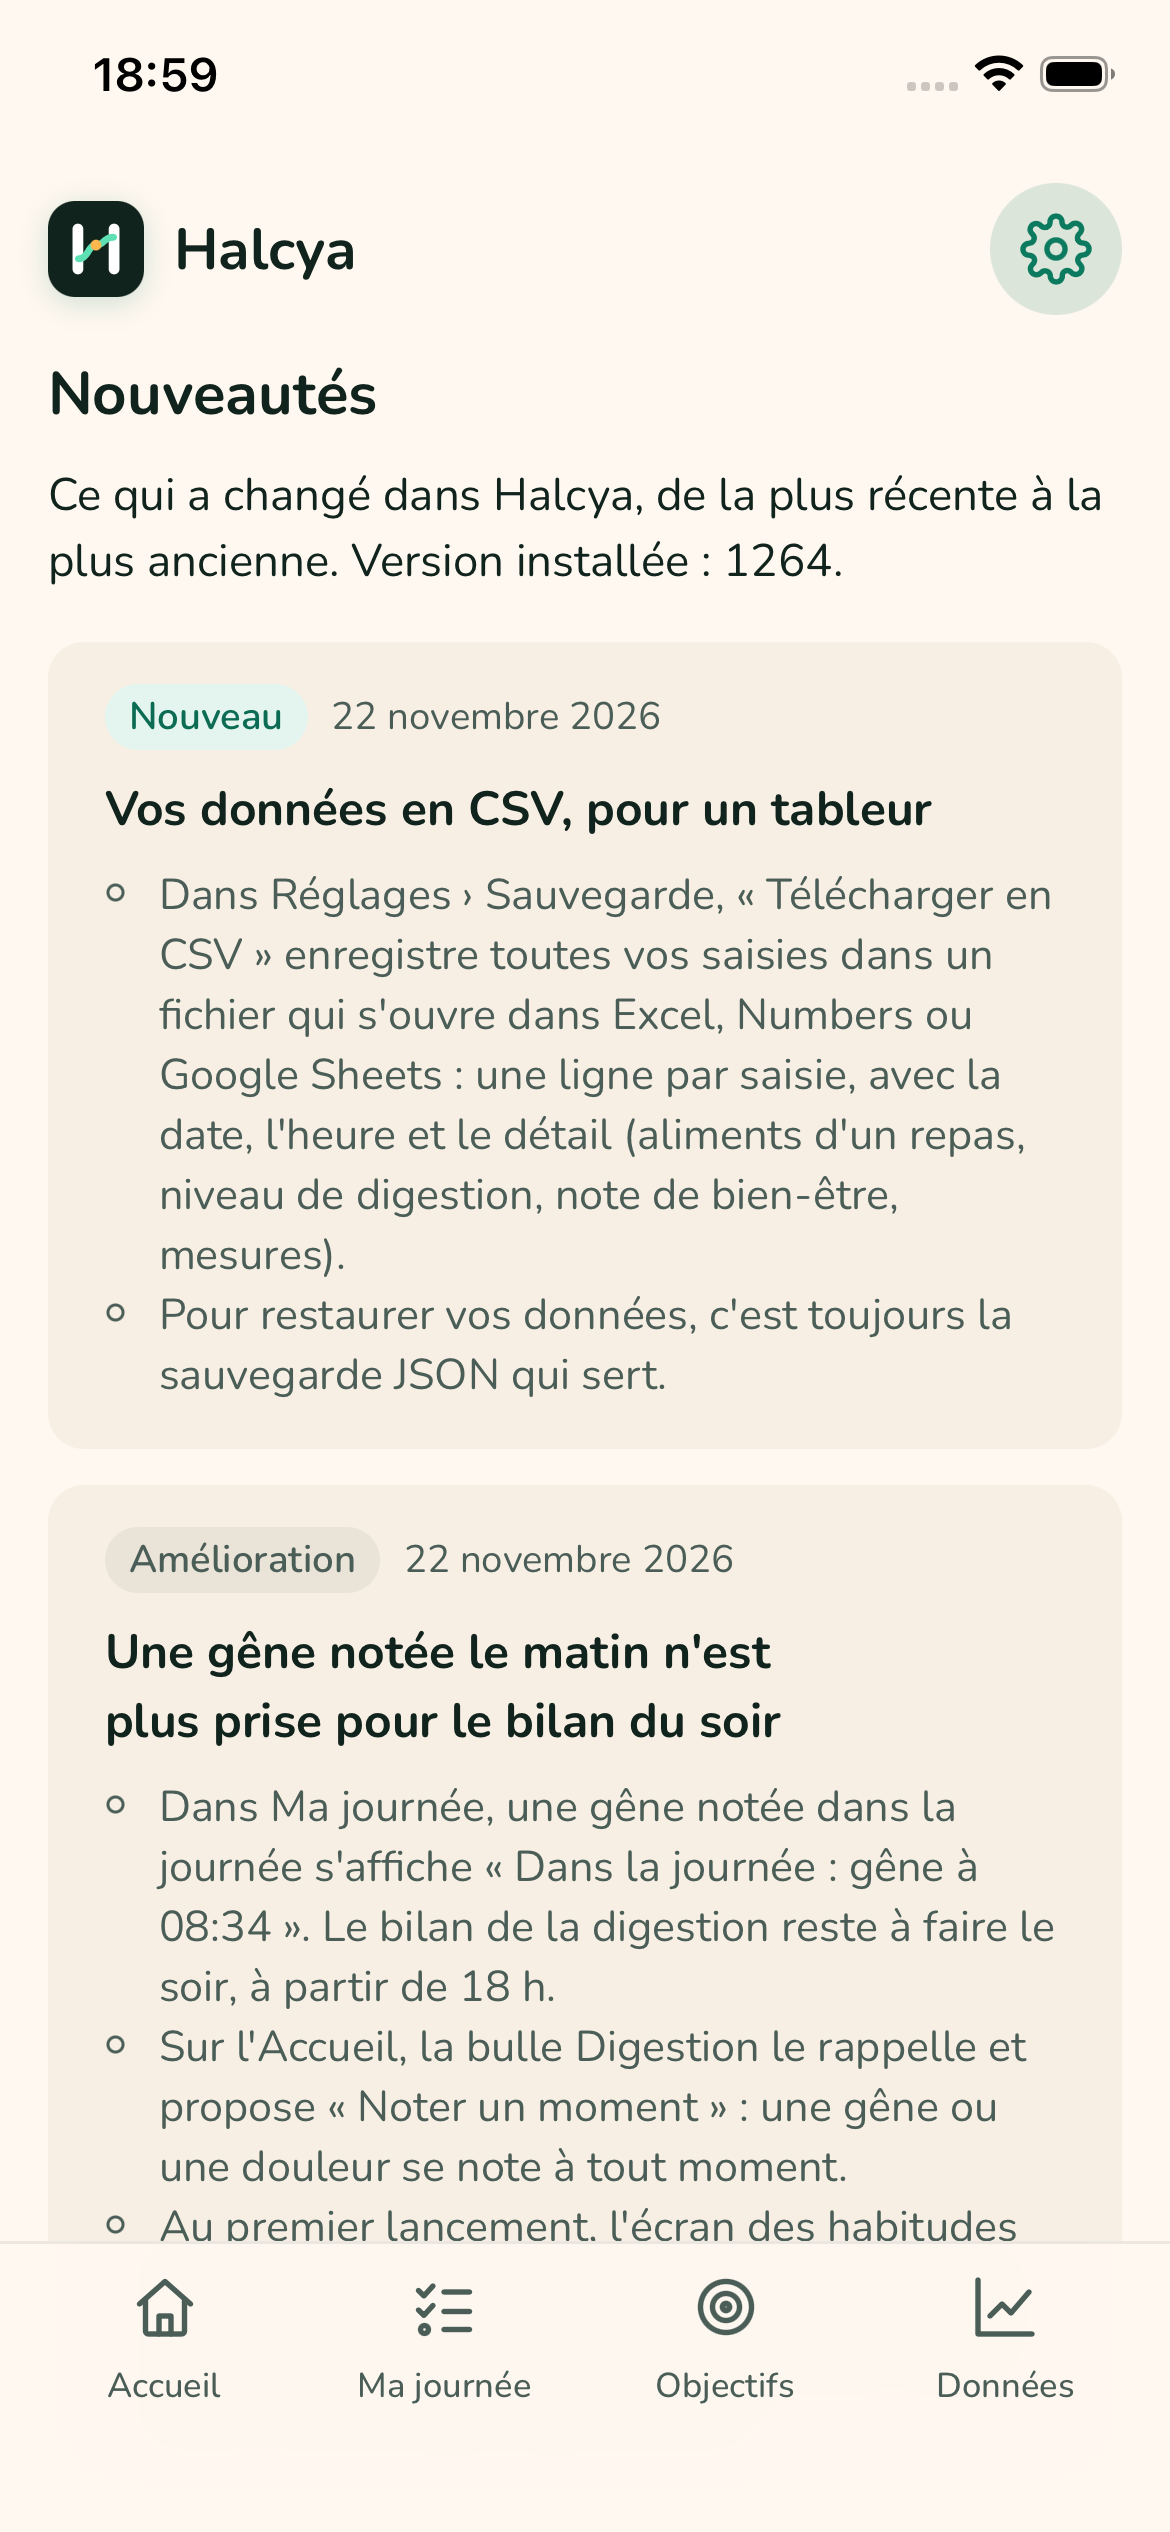 18:59
Halcya
Nouveautés
Ce qui a changé dans Halcya, de la plus récente à la
plus ancienne. Version installée : 1264.
Nouveau 22 novembre 2026
Vos données en CSV, pour un tableur
Dans Réglages › Sauvegarde, « Télécharger en
CSV » enregistre toutes vos saisies dans un
fichier qui s'ouvre dans Excel, Numbers ou
Google Sheets : une ligne par saisie, avec la
date, l'heure et le détail (aliments d'un repas,
niveau de digestion, note de bien-être,
mesures).
Pour restaurer vos données, c'est toujours la
sauvegarde JSON qui sert.
Amélioration 22 novembre 2026
Une gêne notée le matin n'est
plus prise pour le bilan du soir
Dans Ma journée, une gêne notée dans la
journée s'affiche « Dans la journée : gêne à
08:34 ». Le bilan de la digestion reste à faire le
soir, à partir de 18 h.
Sur l'Accueil, la bulle Digestion le rappelle et
propose « Noter un moment » : une gêne ou
une douleur se note à tout moment.
Au premier lancement, l'écran des habitudes
Accueil
Ma journée
Objectifs
Données